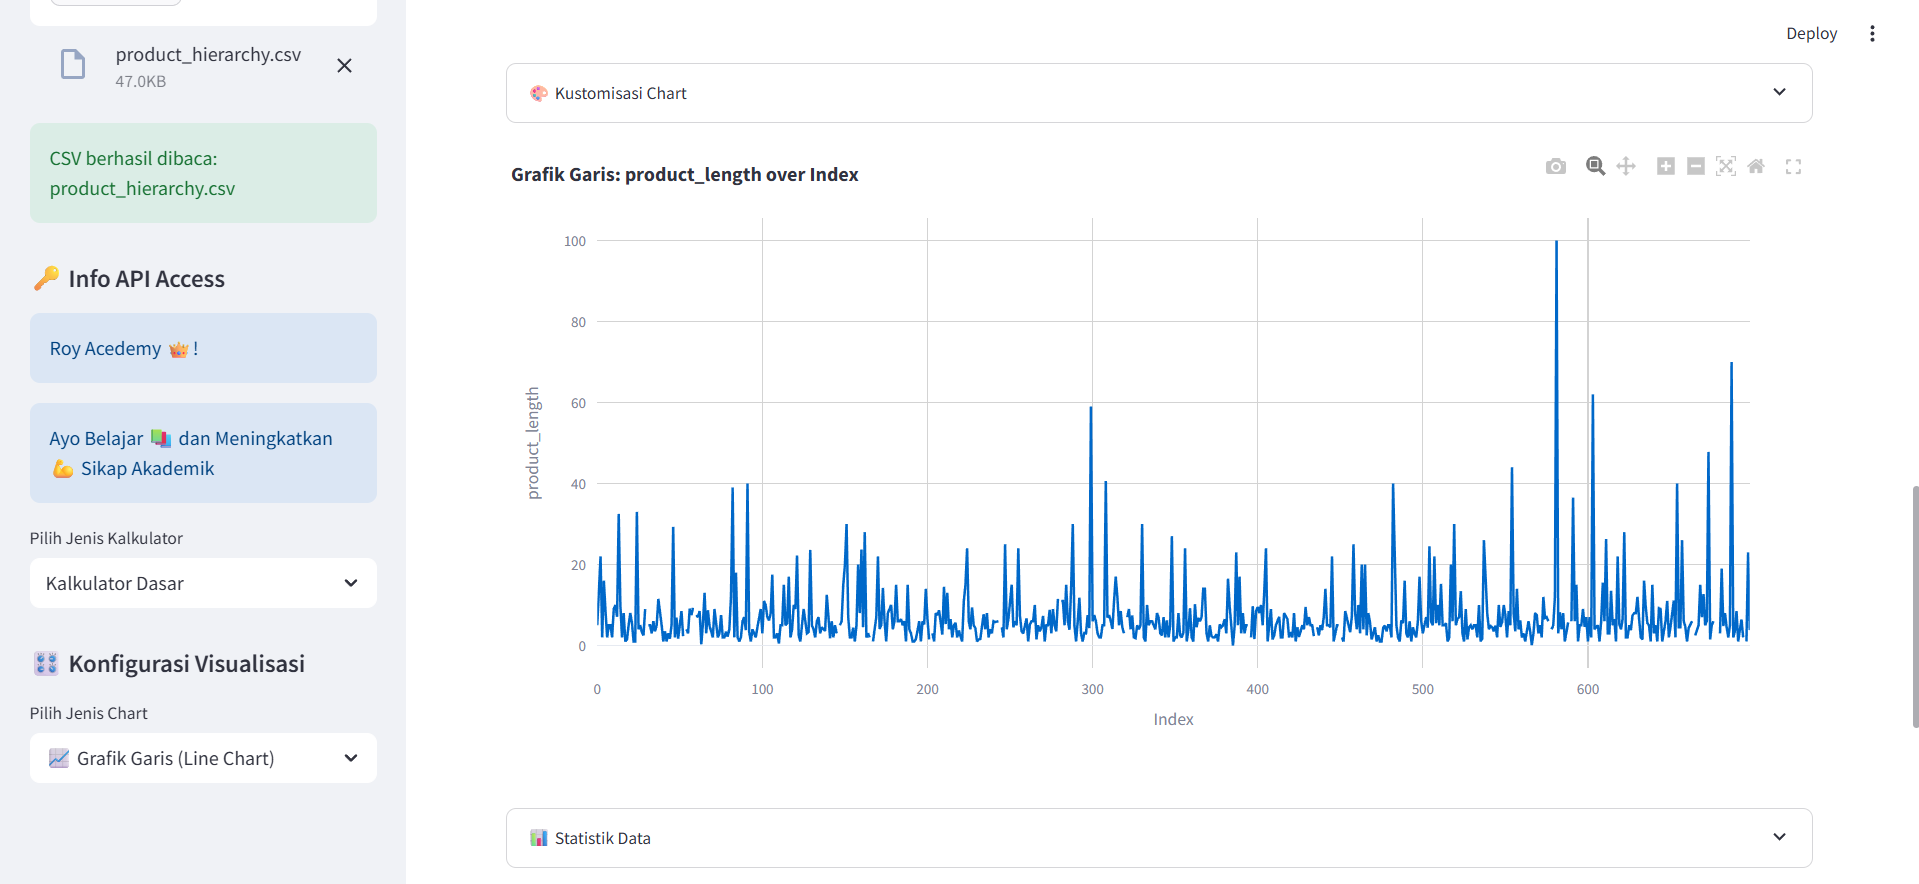 product_hierarchy.csv
47.0KB
CSV berhasil dibaca:
product_hierarchy.csv
Info API Access
Roy Acedemy 👑 !
Ayo Belajar 📚 dan Meningkatkan
💪 Sikap Akademik
Pilih Jenis Kalkulator
Kalkulator Dasar
Konfigurasi Visualisasi
Pilih Jenis Chart
Grafik Garis (Line Chart)
Deploy
Kustomisasi Chart
Grafik Garis: product_length over Index
100
80
60
40
20
0
product_length
0 100 200 300 400 500 600
Index
Statistik Data